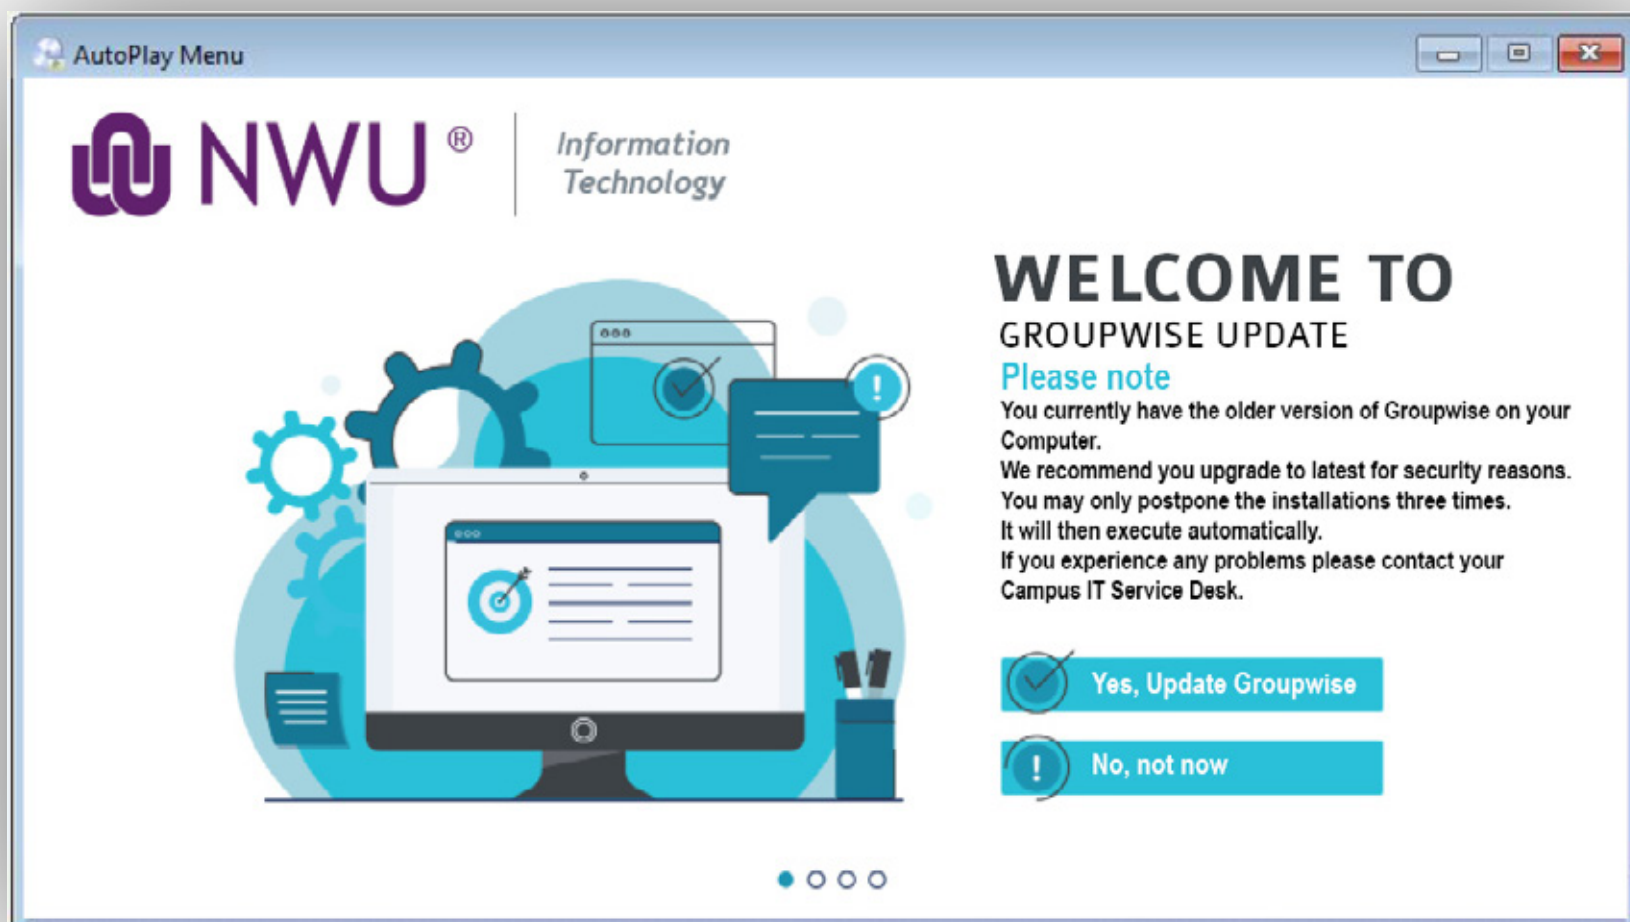 AutoPlay Menu
NWU®
Information
Technology
WELCOME TO
GROUPWISE UPDATE
Please note
You currently have the older version of Groupwise on your
Computer.
We recommend you upgrade to latest for security reasons.
You may only postpone the installations three times.
It will then execute automatically.
If you experience any problems please contact your
Campus IT Service Desk.
Yes, Update Groupwise
No, not now